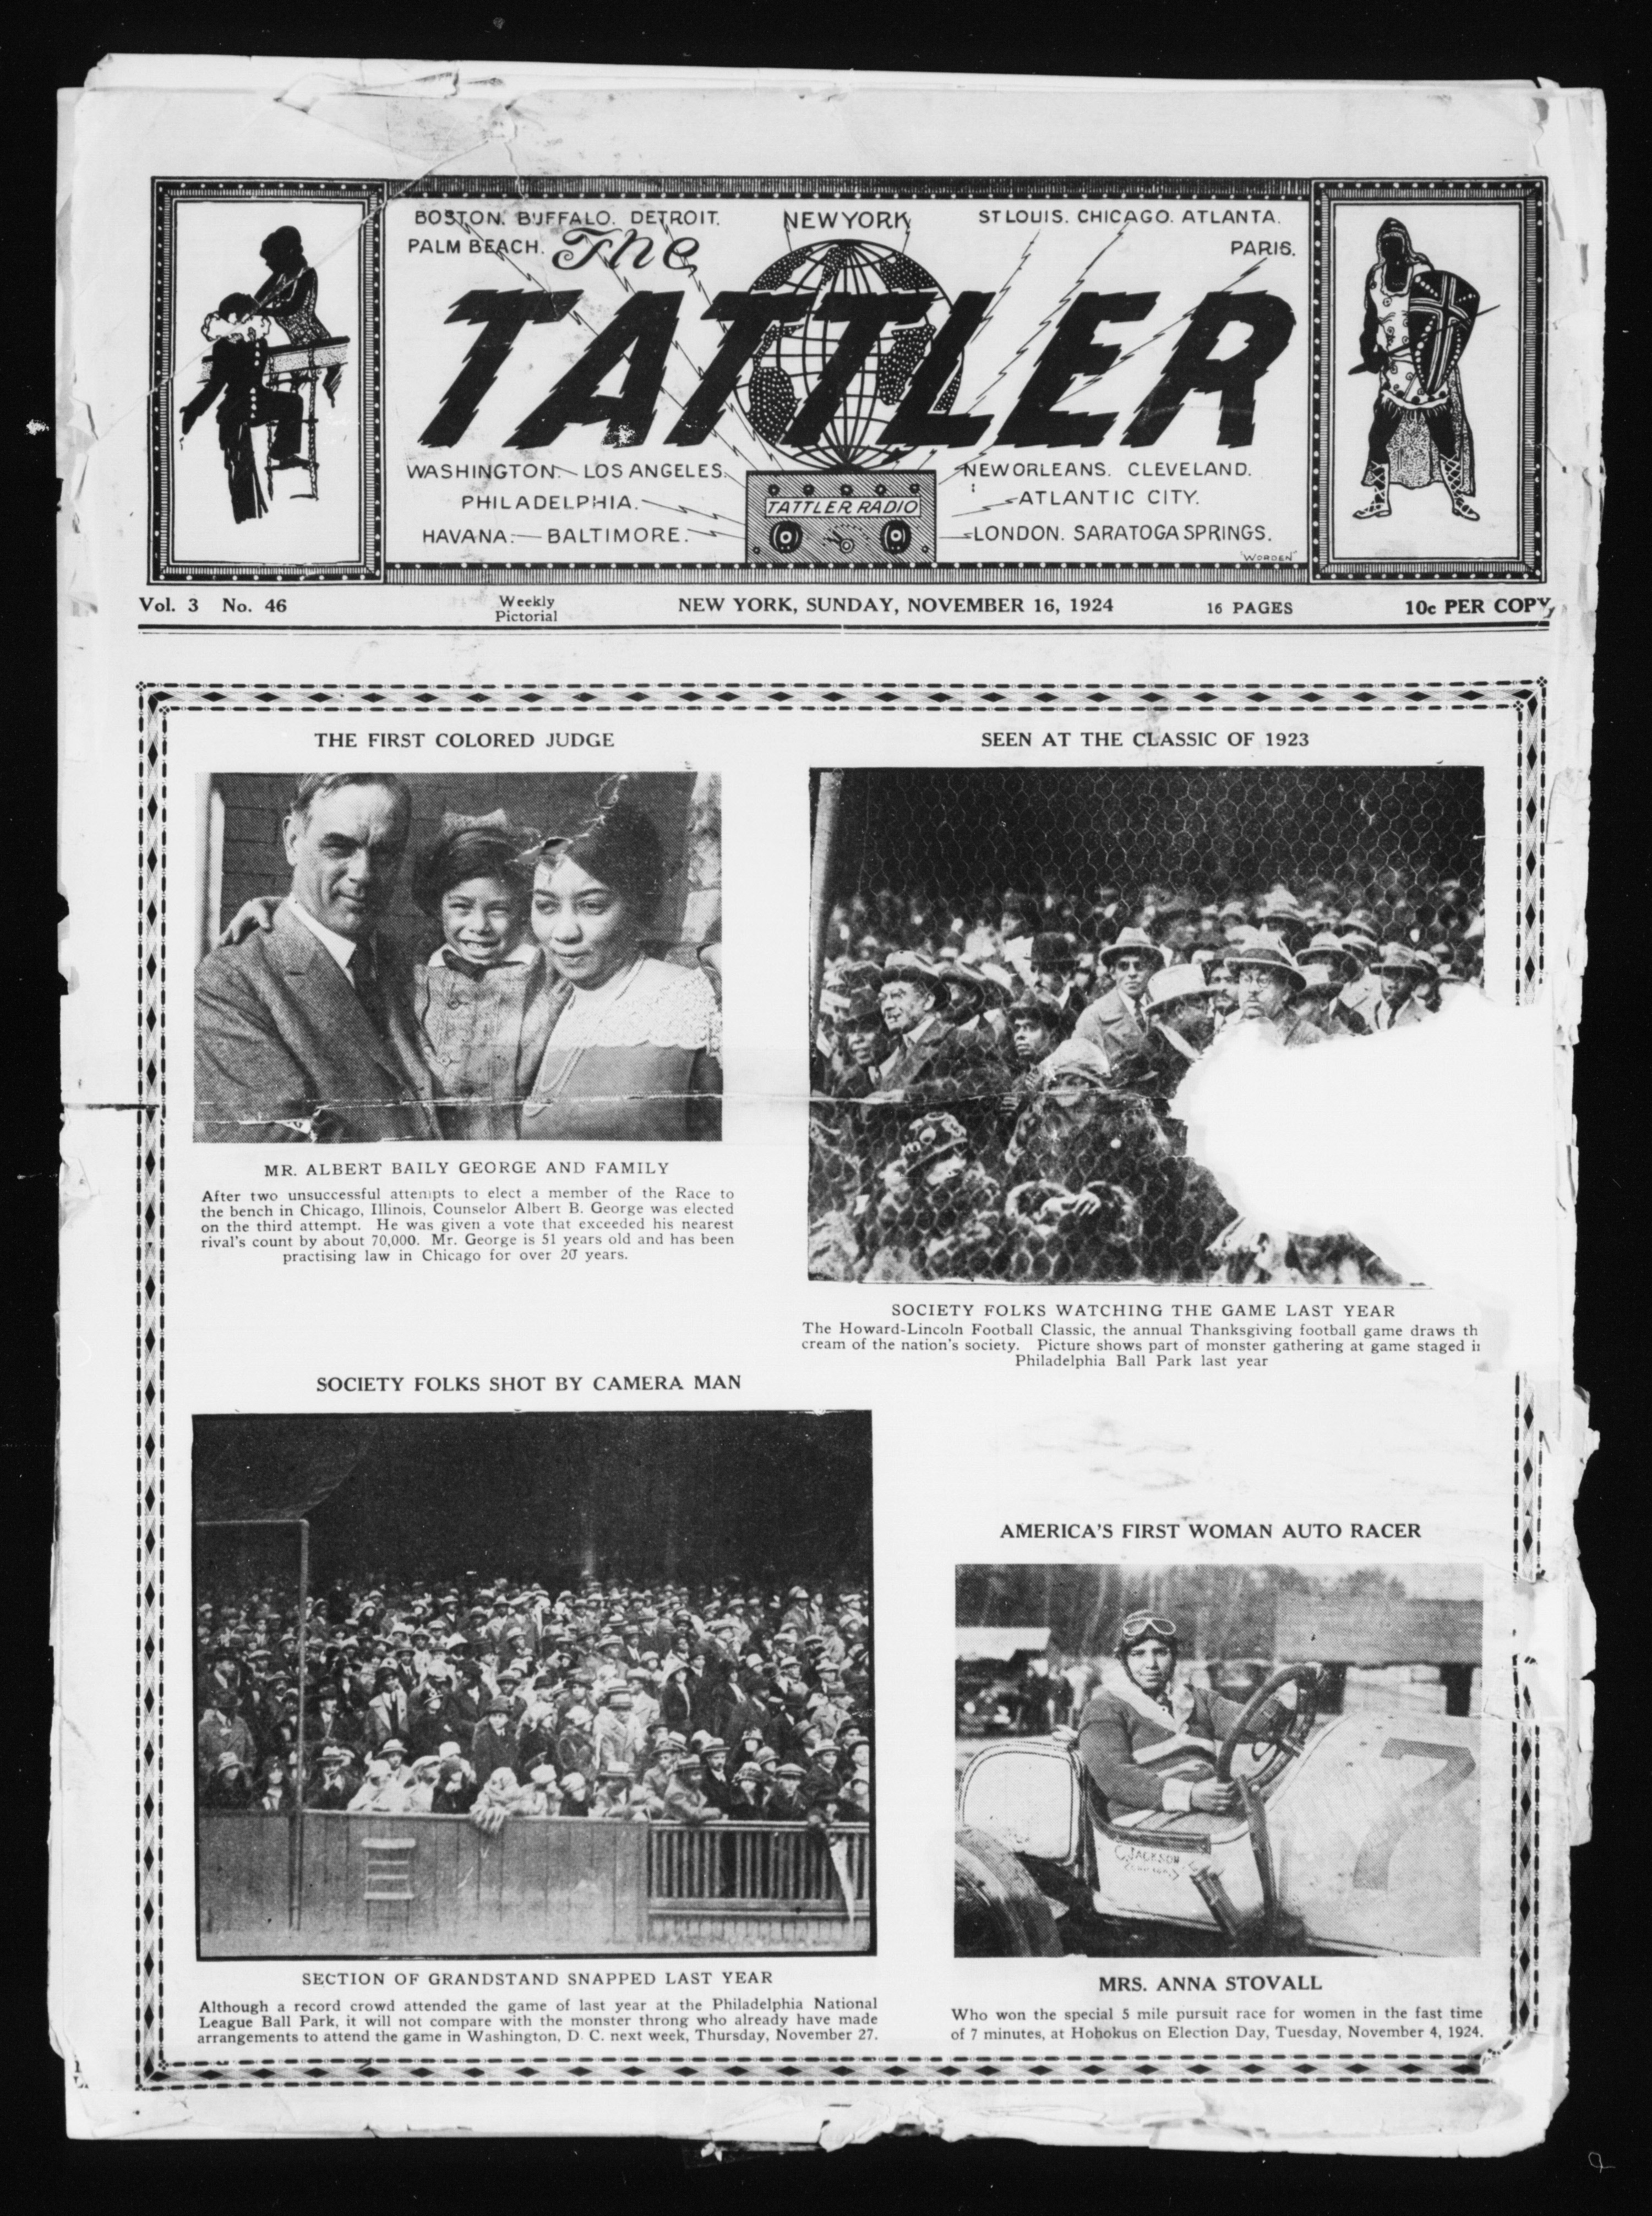 BOSTON. BUFFALO. DETROIT.
NEW YORK
ST LOUIS. CHICAGO. ATLANTA.
PALM BEACH.
PARIS.
The
TATTLER
WASHINGTON LOS ANGELES.
PHILADELPHIA.
HAVANA. BALTIMORE.
TATTLER RADIO
NEW ORLEANS. CLEVELAND.
ATLANTIC CITY.
LONDON. SARATOGA SPRINGS.
"WORDEN"
Vol. 3 No. 46
Weekly
Pictorial
NEW YORK, SUNDAY, NOVEMBER 16, 1924
16 PAGES
10c PER COPY
THE FIRST COLORED JUDGE
MR. ALBERT BAILY GEORGE AND FAMILY
After two unsuccessful attempts to elect a member of the Race to
the bench in Chicago, Illinois, Counselor Albert B. George was elected
on the third attempt. He was given a vote that exceeded his nearest
rival's count by about 70,000. Mr. George is 51 years old and has been
practising law in Chicago for over 20 years.
SEEN AT THE CLASSIC OF 1923
SOCIETY FOLKS WATCHING THE GAME LAST YEAR
The Howard-Lincoln Football Classic, the annual Thanksgiving football game draws th
cream of the nation's society. Picture shows part of monster gathering at game staged i
Philadelphia Ball Park last year
SOCIETY FOLKS SHOT BY CAMERA MAN
SECTION OF GRANDSTAND SNAPPED LAST YEAR
Although a record crowd attended the game of last year at the Philadelphia National
League Ball Park, it will not compare with the monster throng who already have made
arrangements to attend the game in Washington, D C. next week, Thursday, November 27.
AMERICA'S FIRST WOMAN AUTO RACER
7
JACKSON
MRS. ANNA STOVALL
Who won the special 5 mile pursuit race for women in the fast time
of 7 minutes, at Hohokus on Election Day, Tuesday, November 4, 1924.